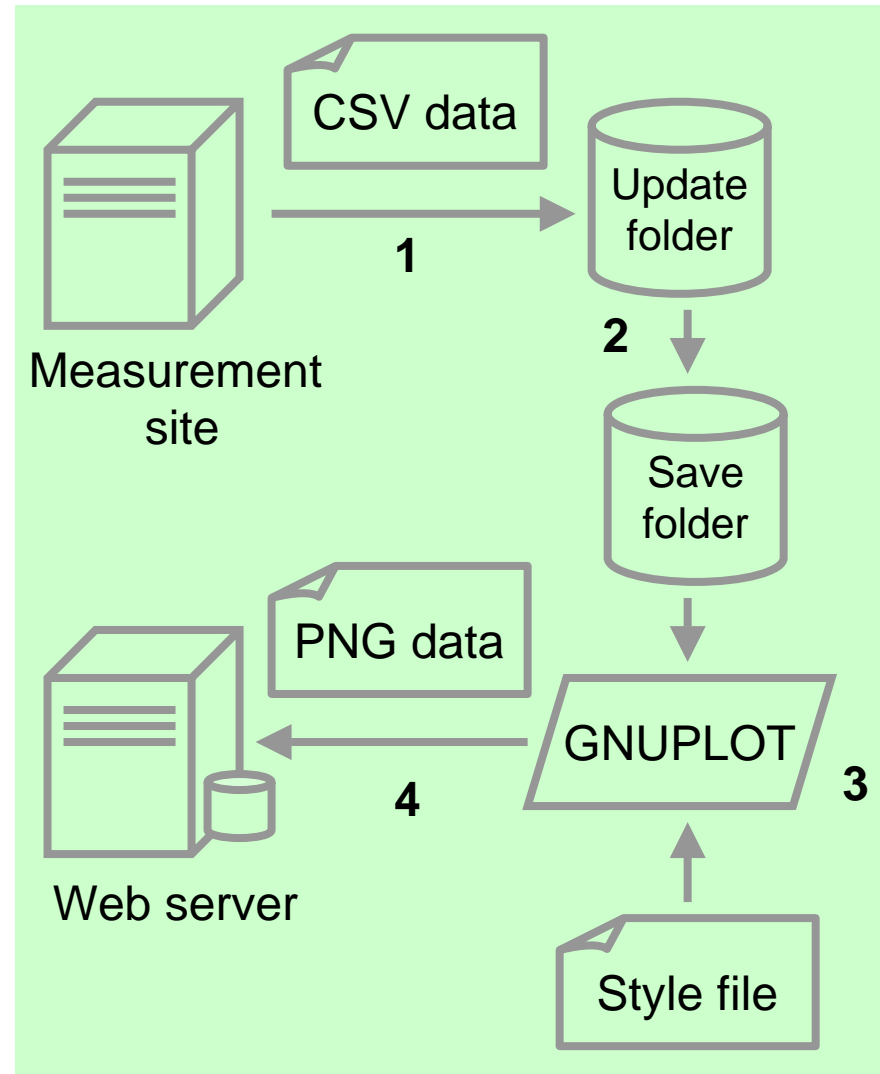 CSV data
Update
folder
1
2
Measurement
site
Save
folder
PNG data
GNUPLOT
3
4
Web server
Style file